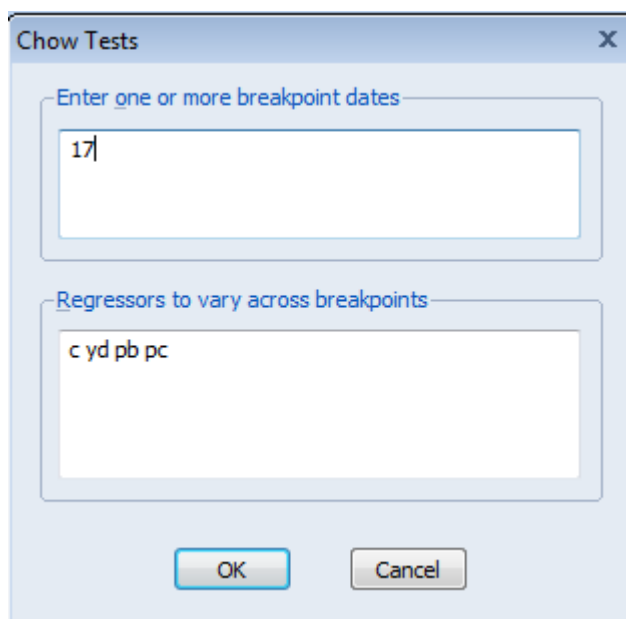 Chow Tests
x
Enter one or more breakpoint dates
17
Regressors to vary across breakpoints
c yd pb pc
OK
Cancel